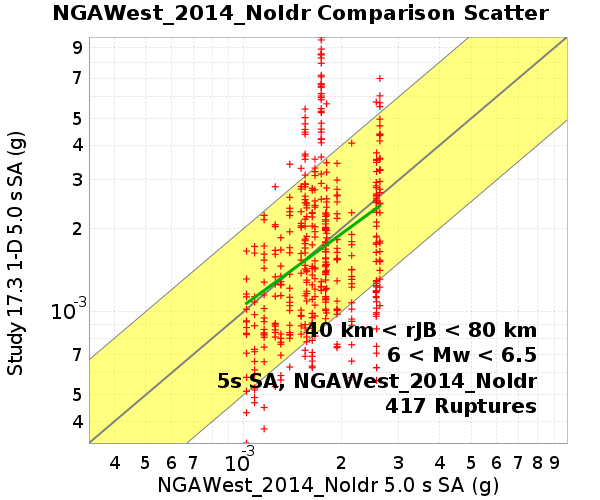 NGAWest_2014_NoIdr Comparison Scatter
Study 17.3 1-D 5.0 s SA (g)
9
7
5
4
3
2
10-3
7
5
4
40 km < rJB < 80 km
6 < Mw < 6.5
5s SA, NGAWest_2014_NoIdr
417 Ruptures
4 5 6 7 10-3 2 3 4 5 6 7 8 9
NGAWest_2014_NoIdr 5.0 s SA (g)